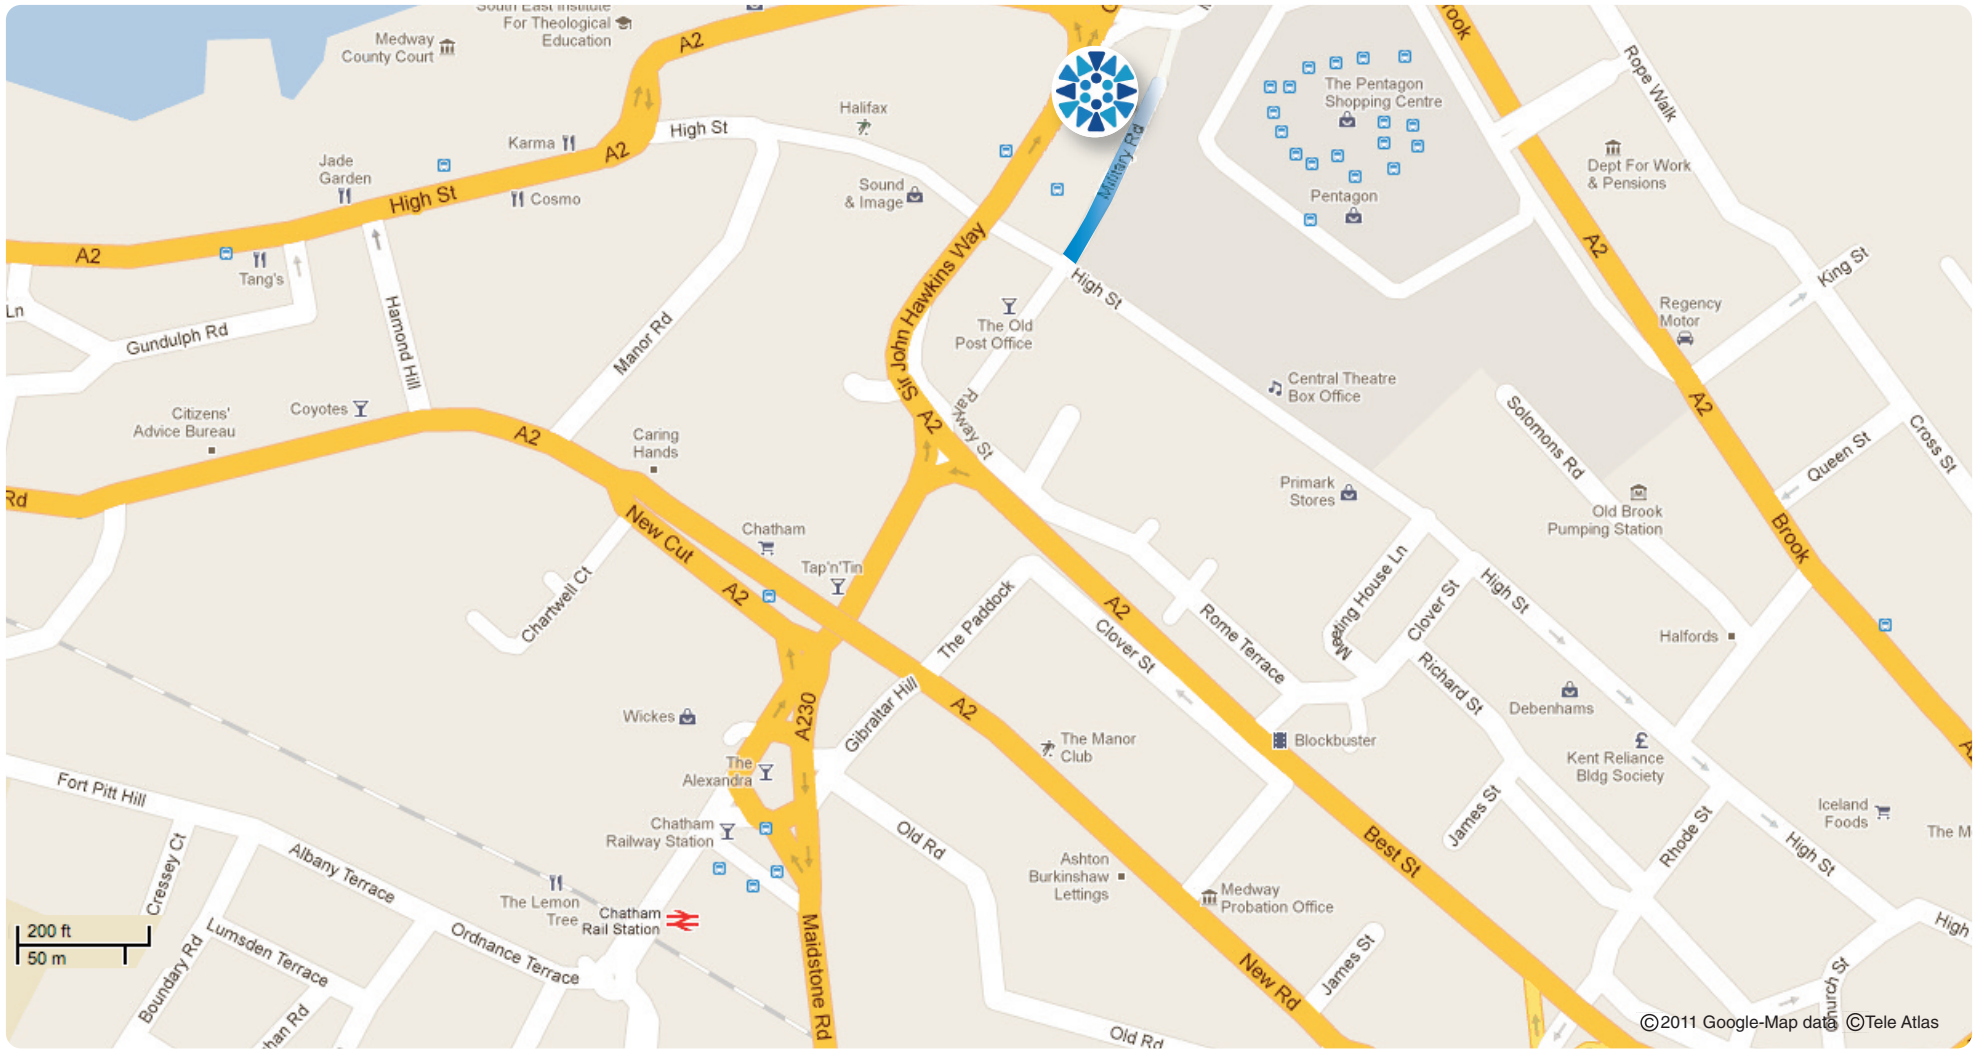 South East Institute
For Theological
Education
Medway
County Court
A2
Brook
Rope Walk
The Pentagon
Shopping Centre
Halifax
High St
Karma
A2
Military Rd
Jade
Garden
Dept For Work
& Pensions
Sound
& Image
Pentagon
High St
Cosmo
A2
Tang's
Sir John Hawkins Way
A2
King St
High St
Ln
Gundulph Rd
Hamond Hill
Manor Rd
The Old
Post Office
Regency
Motor
Central Theatre
Box Office
Citizens'
Advice Bureau
Coyotes
A2
Railway St
A2
A2
Solomons Rd
Cross St
Caring
Hands
Queen St
Rd
Primark
Stores
Old Brook
Pumping Station
New Cut
Chatham
Brook
Tap'n'Tin
A2
Chartwell Ct
The Paddock
A2
Clover St
Rome Terrace
Meeting House Ln
Clover St
High St
Halfords
Richard St
Gibraltar Hill
A2
A230
Wickes
Debenhams
The Manor
Club
Blockbuster
Kent Reliance
Bldg Society
The
Alexandra
Fort Pitt Hill
Chatham
Railway Station
Old Rd
James St
Rhode St
Iceland
Foods
High St
The M
Best St
Cressey Ct
Albany Terrace
Ashton
Burkinshaw
Lettings
Medway
Probation Office
The Lemon
Tree
Chatham
Rail Station
200 ft
50 m
Lumsden Terrace
Boundary Rd
Ordnance Terrace
Maidstone Rd
New Rd
James St
High
Church St
han Rd
Old Rd
©2011 Google-Map data ©Tele Atlas